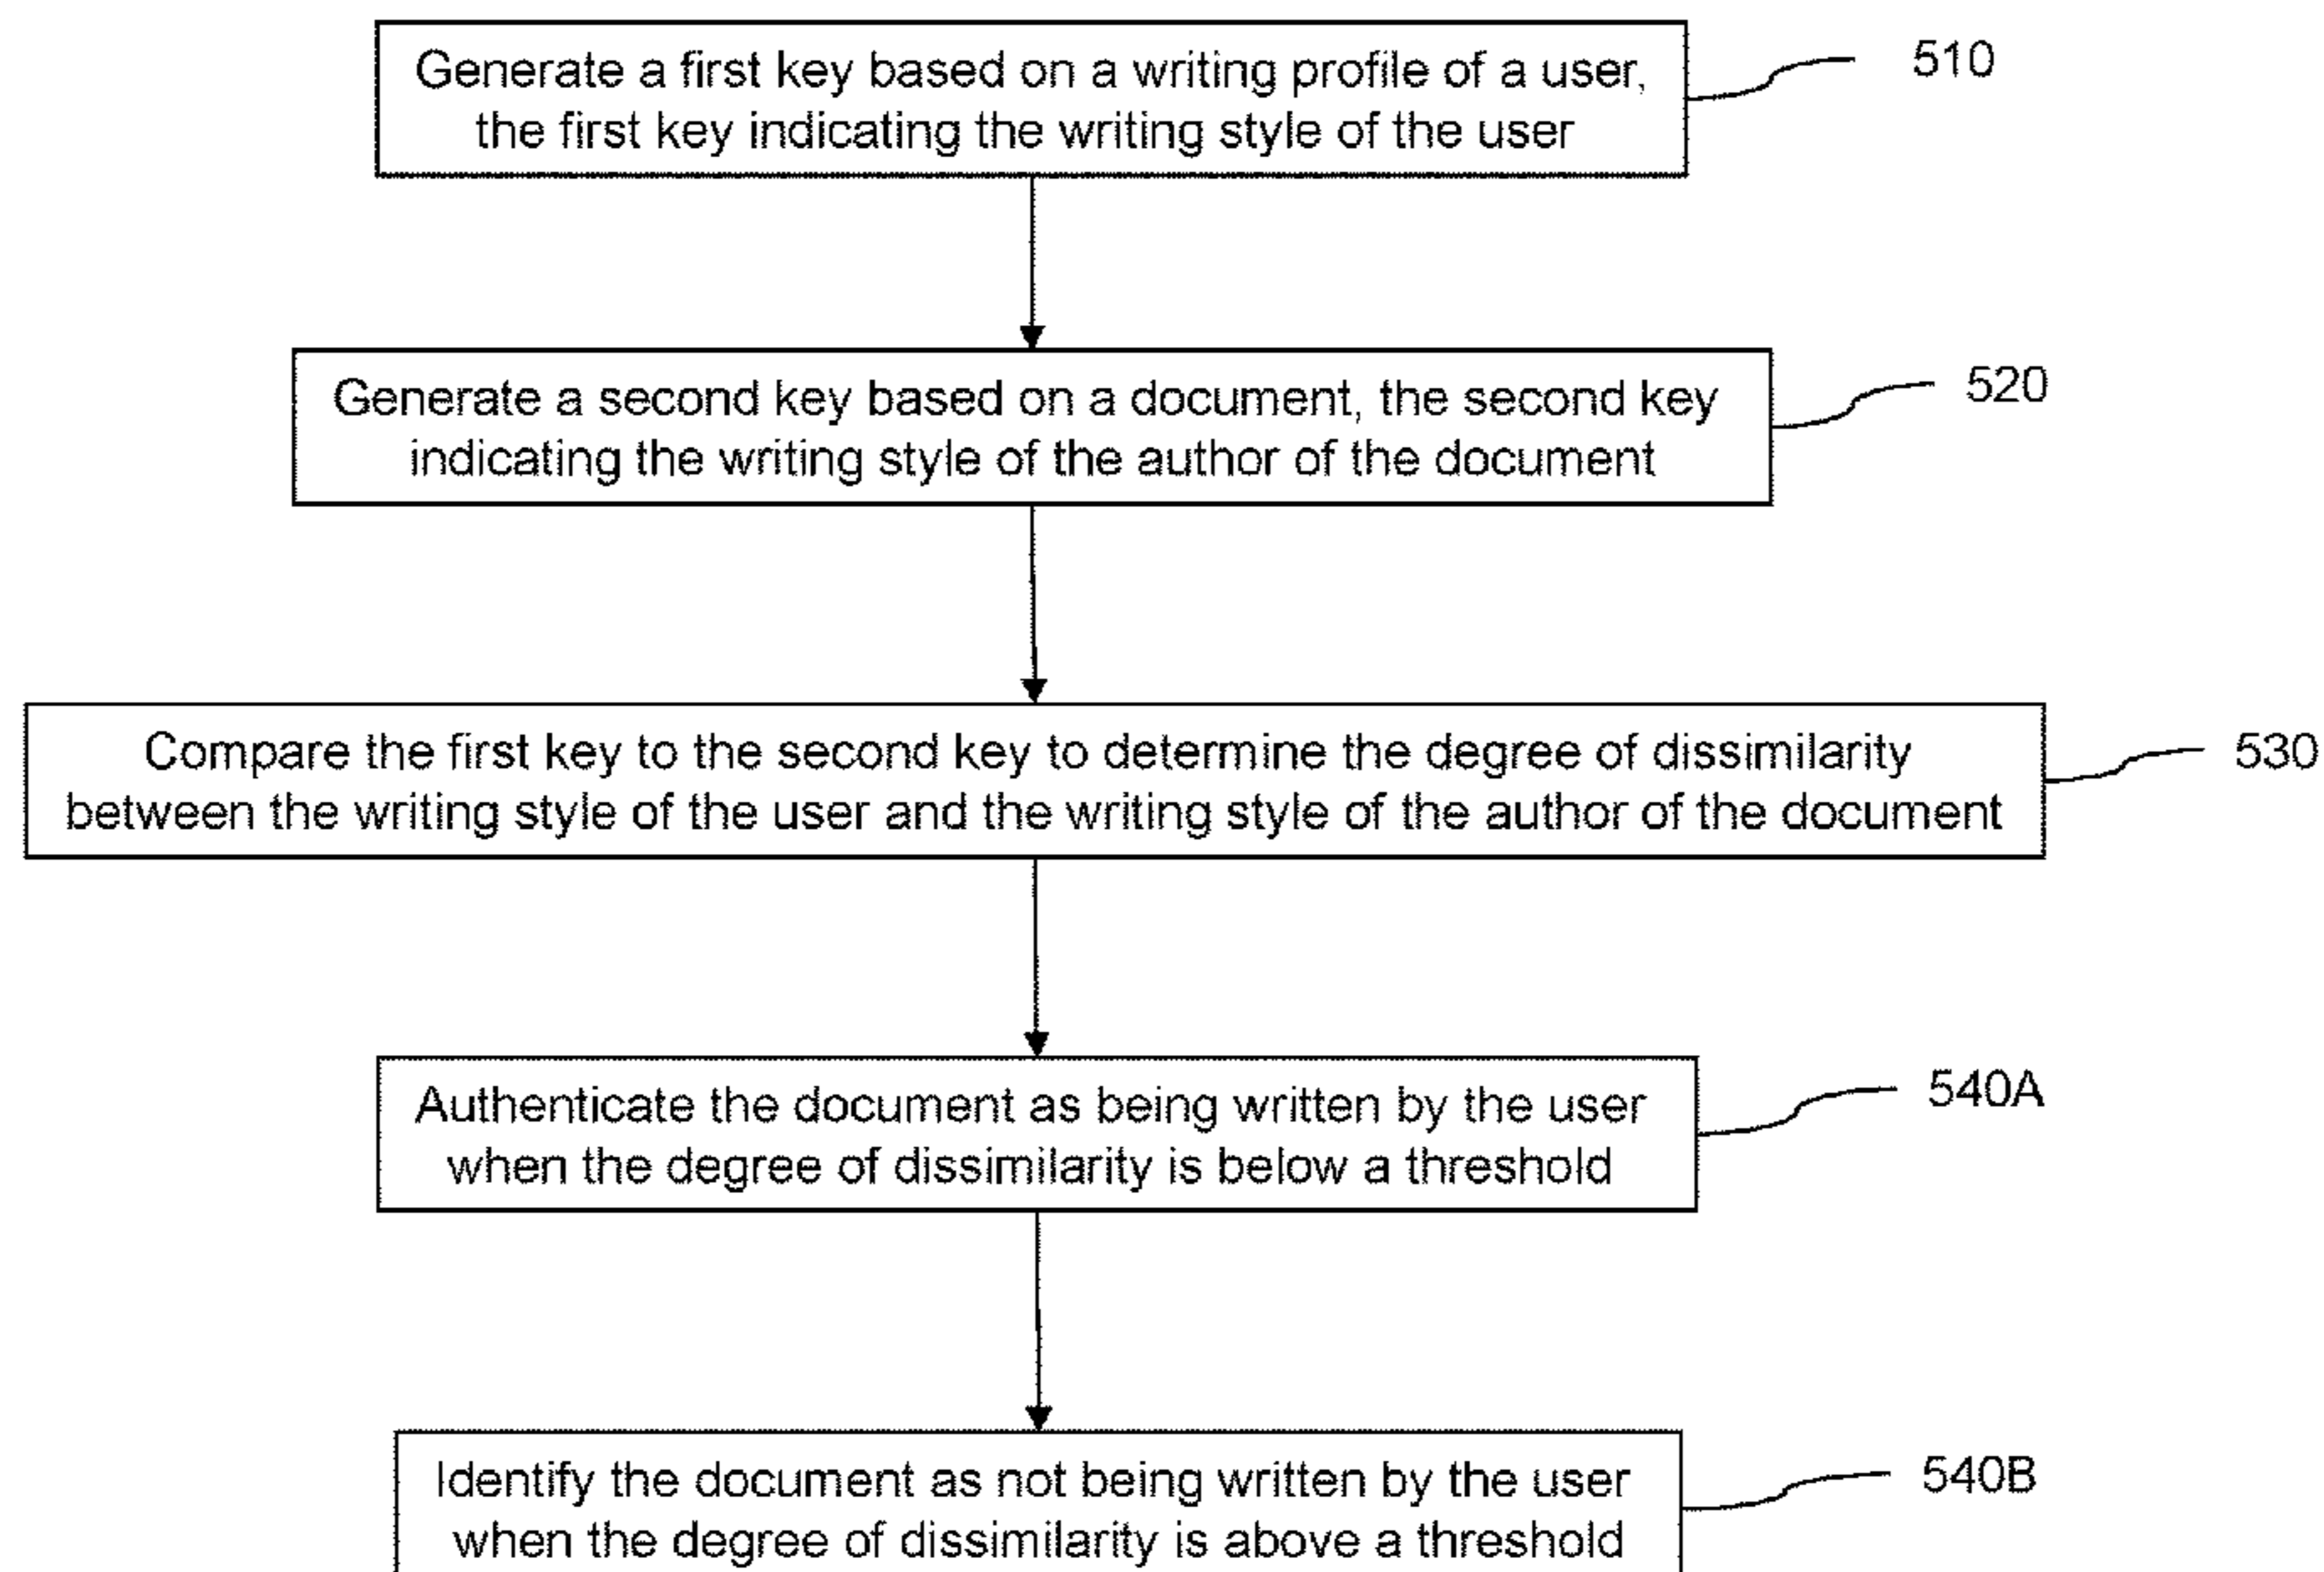 Generate a first key based on a writing profile of a user,
the first key indicating the writing style of the user
510
Generate a second key based on a document, the second key
indicating the writing style of the author of the document
520
Compare the first key to the second key to determine the degree of dissimilarity
between the writing style of the user and the writing style of the author of the document
530
Authenticate the document as being written by the user
when the degree of dissimilarity is below a threshold
540A
Identify the document as not being written by the user
when the degree of dissimilarity is above a threshold
540B